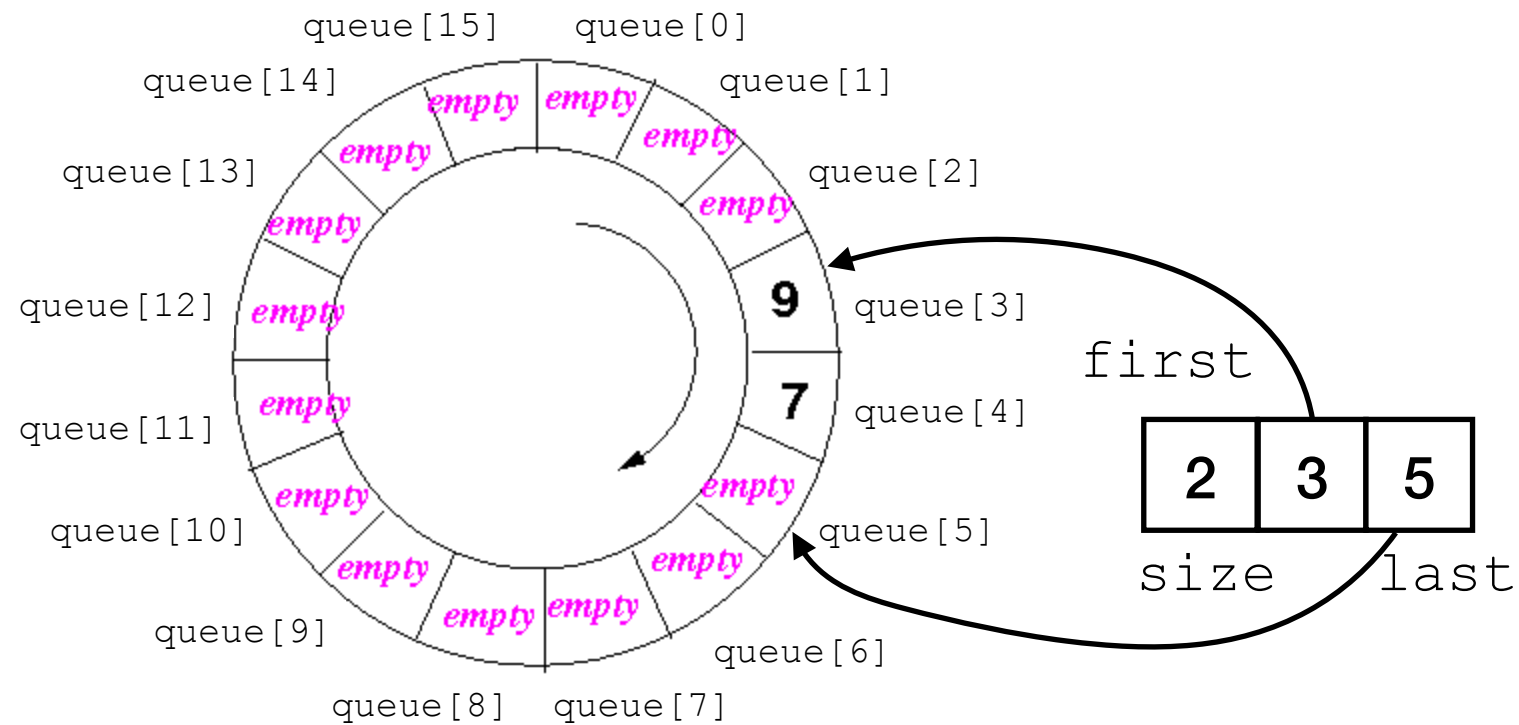 queue[15] queue[0]
queue[14] queue[1]
empty empty
empty empty
queue[13] queue[2]
empty empty
9
queue[12] queue[3]
empty
first
7
empty queue[4]
queue[11]
2 3 5
empty empty
queue[10] queue[5]
empty empty
size last
empty empty
queue[9] queue[6]
queue[8] queue[7]